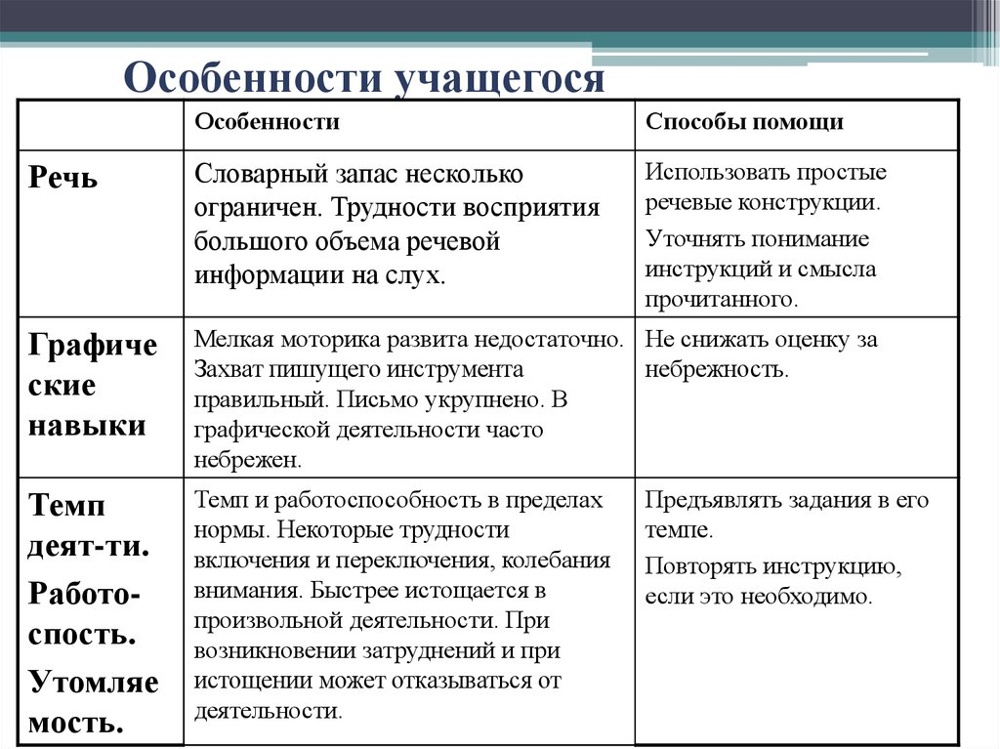 Особенности учащегося
Особенности
Способы помощи
Речь
Словарный запас несколько
ограничен. Трудности восприятия
большого объема речевой
информации на слух.
Использовать простые
речевые конструкции.
Уточнять понимание
инструкций и смысла
прочитанного.
Графиче
ские
навыки
Мелкая моторика развита недостаточно.
Захват пишущего инструмента
правильный. Письмо укрупнено. В
графической деятельности часто
небрежен.
Не снижать оценку за
небрежность.
Темп
деят-ти.
Работо-
спость.
Утомляе
мость.
Темп и работоспособность в пределах
нормы. Некоторые трудности
включения и переключения, колебания
внимания. Быстрее истощается в
произвольной деятельности. При
возникновении затруднений и при
истощении может отказываться от
деятельности.
Предъявлять задания в его
темпе.
Повторять инструкцию,
если это необходимо.